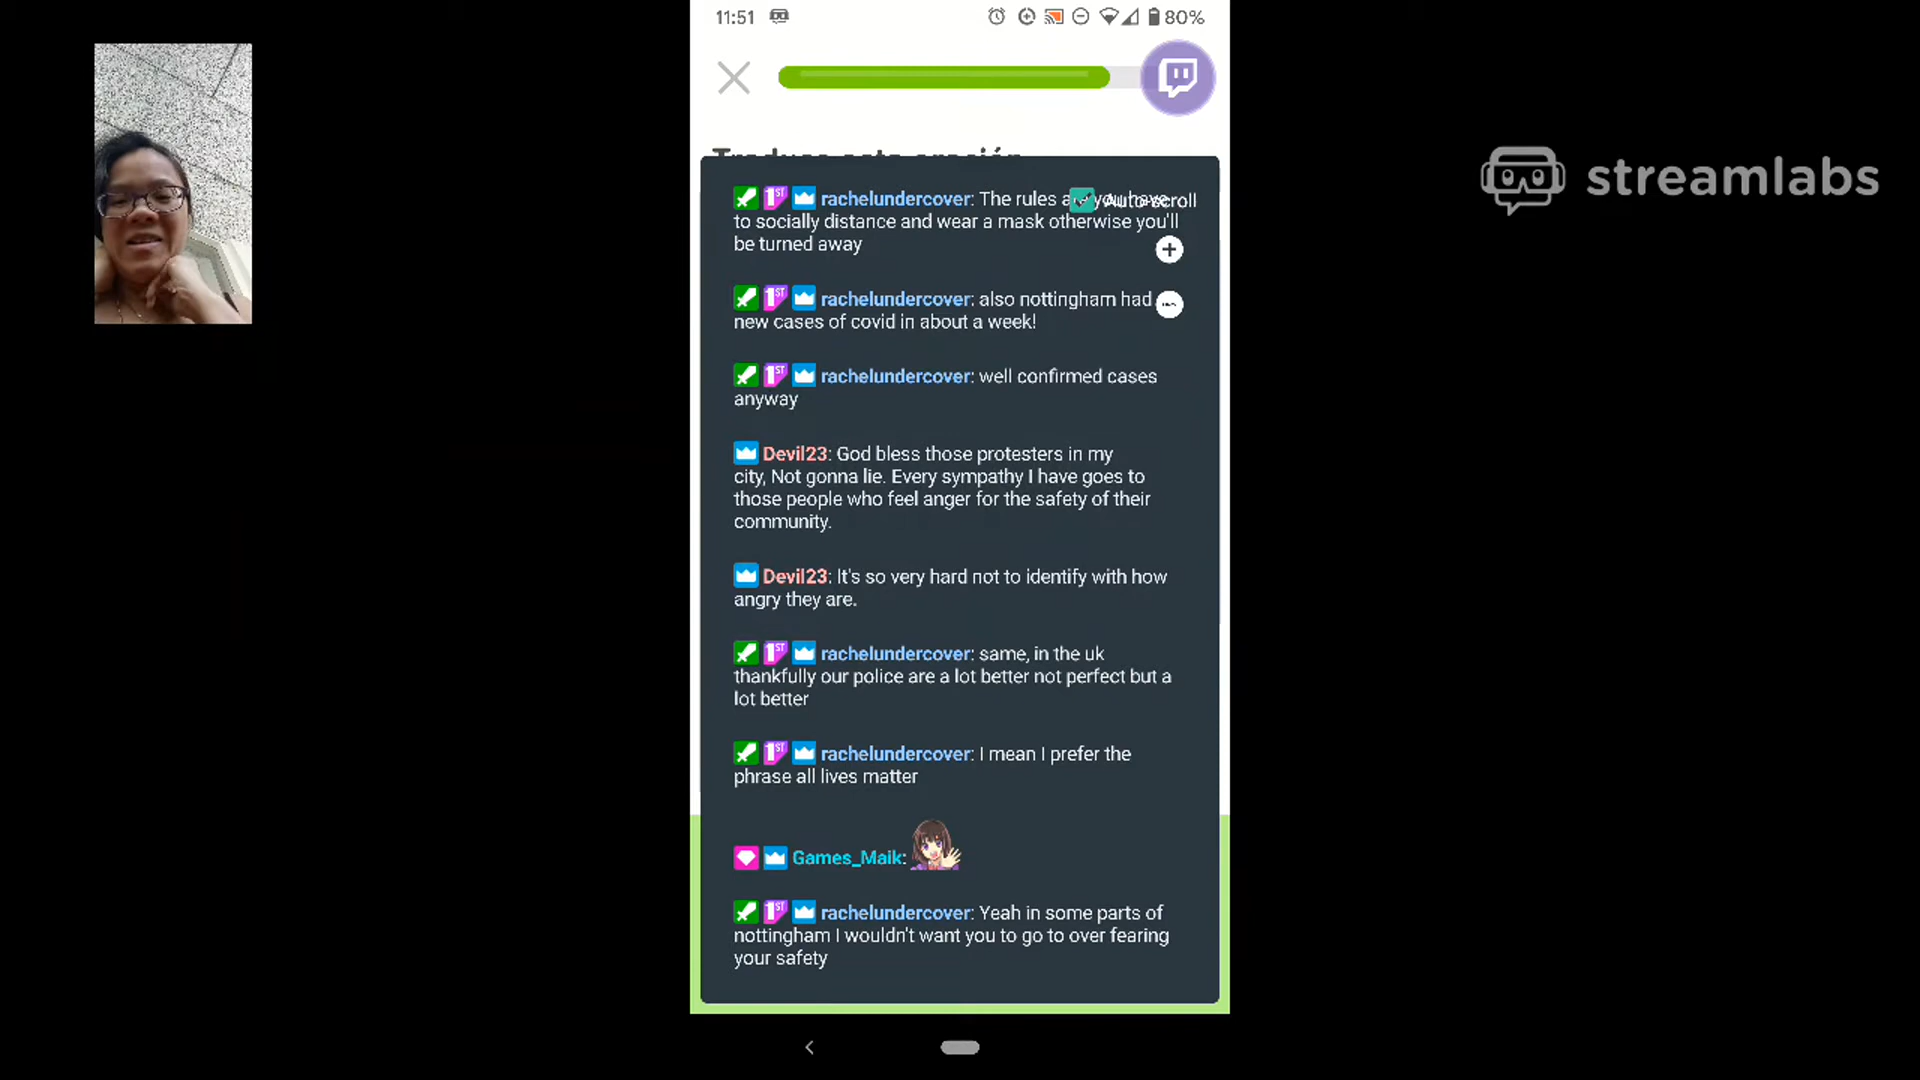 11:51
80%
Traduce esta oración
rachelundercover: The rules a you have
Auto-scroll
to socially distance and wear a mask otherwise you'll
be turned away
rachelundercover: also nottingham had
new cases of covid in about a week!
rachelundercover: well confirmed cases
anyway
Devil23: God bless those protesters in my
city, Not gonna lie. Every sympathy I have goes to
those people who feel anger for the safety of their
community.
Devil23: It's so very hard not to identify with how
angry they are.
rachelundercover: same, in the uk
thankfully our police are a lot better not perfect but a
lot better
rachelundercover: I mean I prefer the
phrase all lives matter
Games_Maik:
rachelundercover: Yeah in some parts of
nottingham I wouldn't want you to go to over fearing
your safety
streamlabs